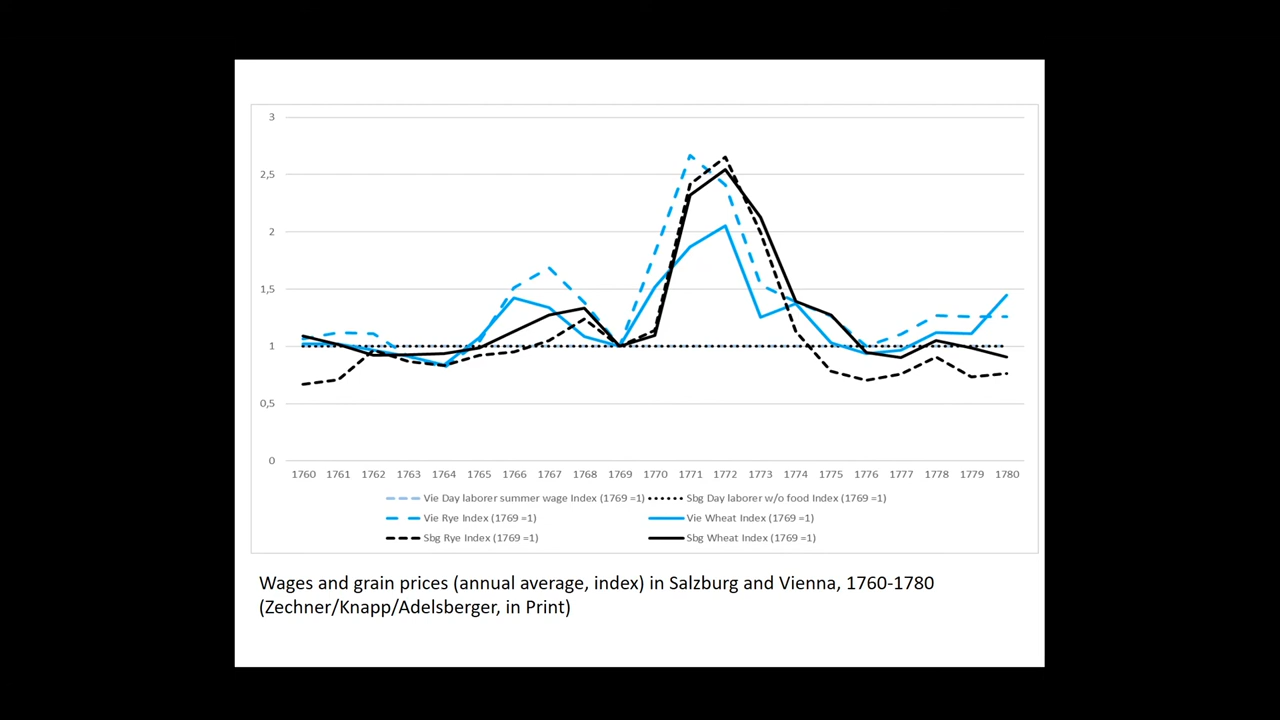 3
2,5
2
1,5
1
0,5
0
1760 1761 1762 1763 1764 1765 1766 1767 1768 1769 1770 1771 1772 1773 1774 1775 1776 1777 1778 1779 1780
Vie Day laborer summer wage Index (1769 =1) Sbg Day laborer w/o food Index (1769 =1)
Vie Rye Index (1769 =1) Vie Wheat Index (1769 =1)
Sbg Rye Index (1769 =1) Sbg Wheat Index (1769 =1)
Wages and grain prices (annual average, index) in Salzburg and Vienna, 1760-1780
(Zechner/Knapp/Adelsberger, in Print)